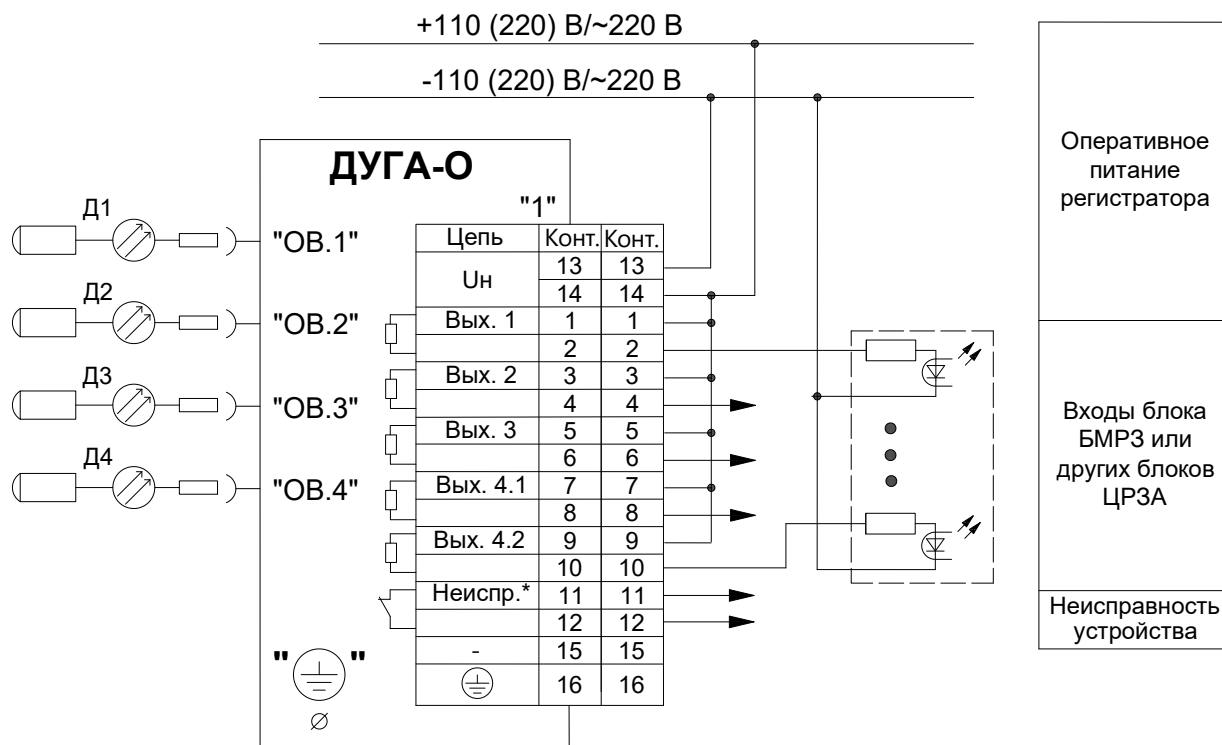 +110 (220) В/~220 В
-110 (220) В/~220 В
ДУГА-О
"1"
Д1
"ОВ.1"
Д2
"ОВ.2"
Д3
"ОВ.3"
Д4
"ОВ.4"
" "
Цепь Конт. Конт.
Uн 13 13
14 14
Вых. 1 1 1
2 2
Вых. 2 3 3
4 4
Вых. 3 5 5
6 6
Вых. 4.1 7 7
8 8
Вых. 4.2 9 9
10 10
Неиспр.* 11 11
12 12
- 15 15
16 16
Оперативное
питание
регистратора
Входы блока
БМРЗ или
других блоков
ЦРЗА
Неисправность
устройства